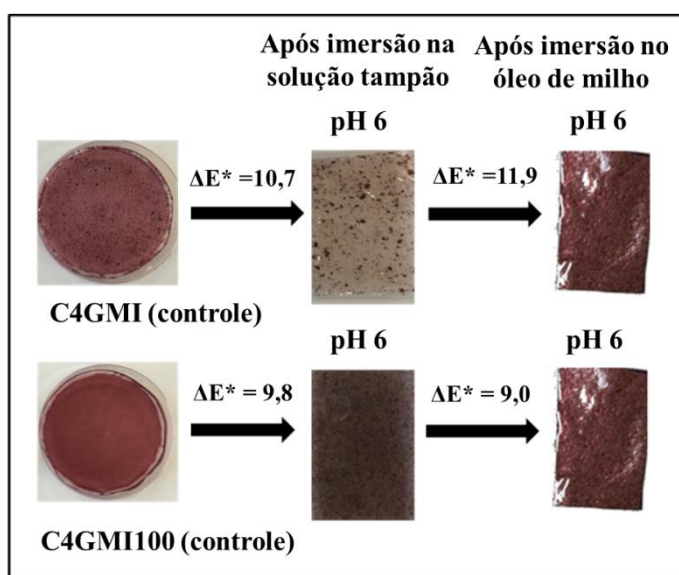 Após imersão na
solução tampão
Após imersão no
óleo de milho
pH 6
pH 6
ΔE* =10,7
ΔE* =11,9
C4GMI (controle)
pH 6
pH 6
ΔE* = 9,8
ΔE* = 9,0
C4GMI100 (controle)